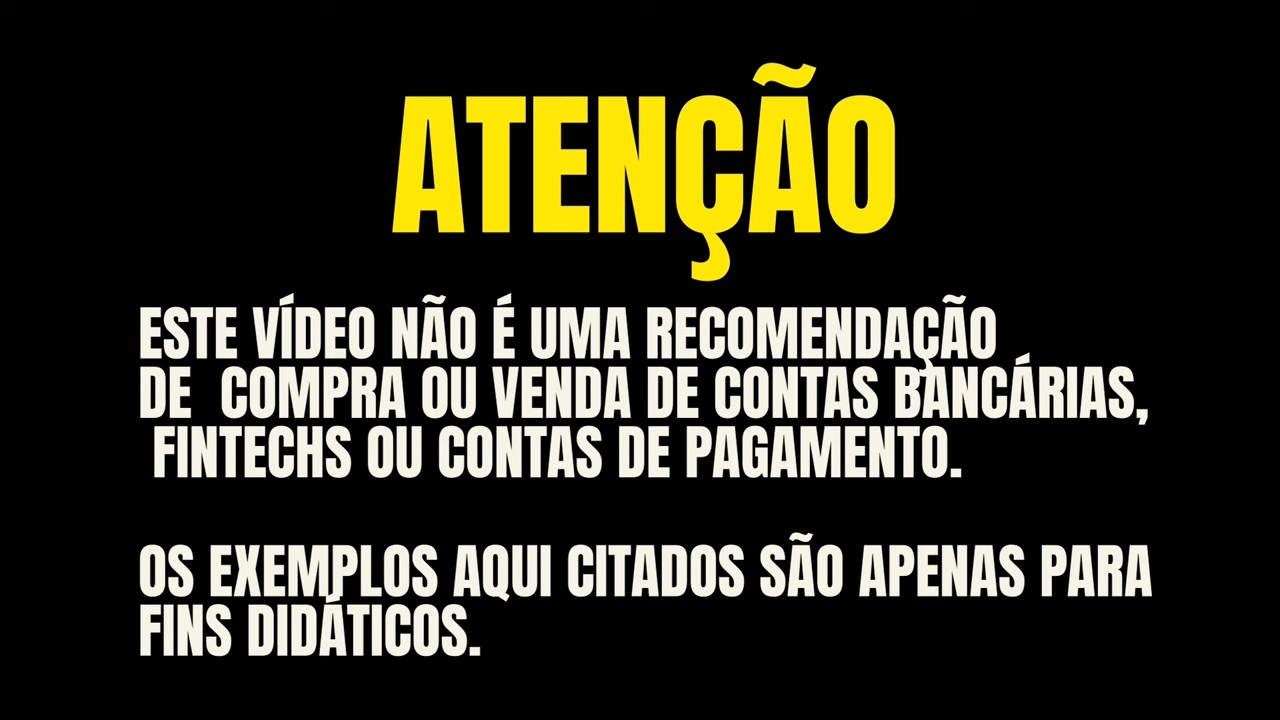 ATENÇÃO
ESTE VÍDEO NÃO É UMA RECOMENDAÇÃO
DE COMPRA OU VENDA DE CONTAS BANCÁRIAS,
FINTECHS OU CONTAS DE PAGAMENTO.
OS EXEMPLOS AQUI CITADOS SÃO APENAS PARA
FINS DIDÁTICOS.